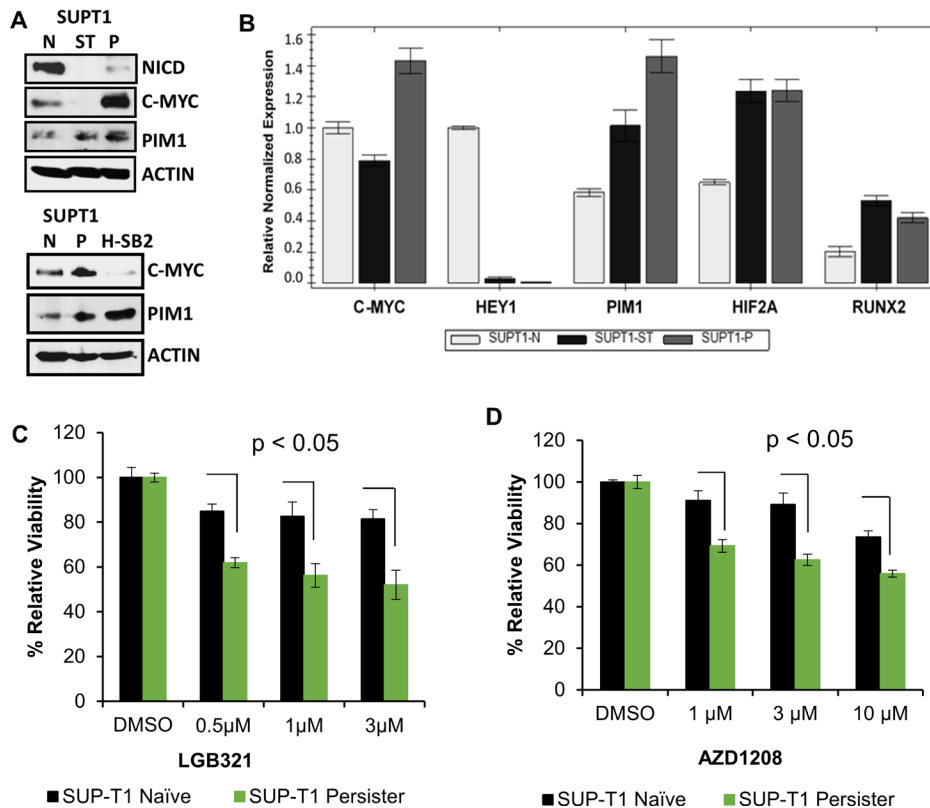 A
SUPT1
N ST P
NICD
C-MYC
PIM1
ACTIN
SUPT1
N P H-SB2
C-MYC
PIM1
ACTIN
B
Relative Normalized Expression
1.6
1.4
1.2
1.0
0.8
0.6
0.4
0.2
0.0
C-MYC HEY1 PIM1 HIF2A RUNX2
SUPT1-N SUPT1-ST SUPT1-P
C
% Relative Viability
120
100
80
60
40
20
0
p < 0.05
DMSO 0.5µM 1µM 3µM
LGB321
SUP-T1 Naïve SUP-T1 Persister
D
% Relative Viability
120
100
80
60
40
20
0
p < 0.05
DMSO 1 µM 3 µM 10 µM
AZD1208
SUP-T1 Naïve SUP-T1 Persister